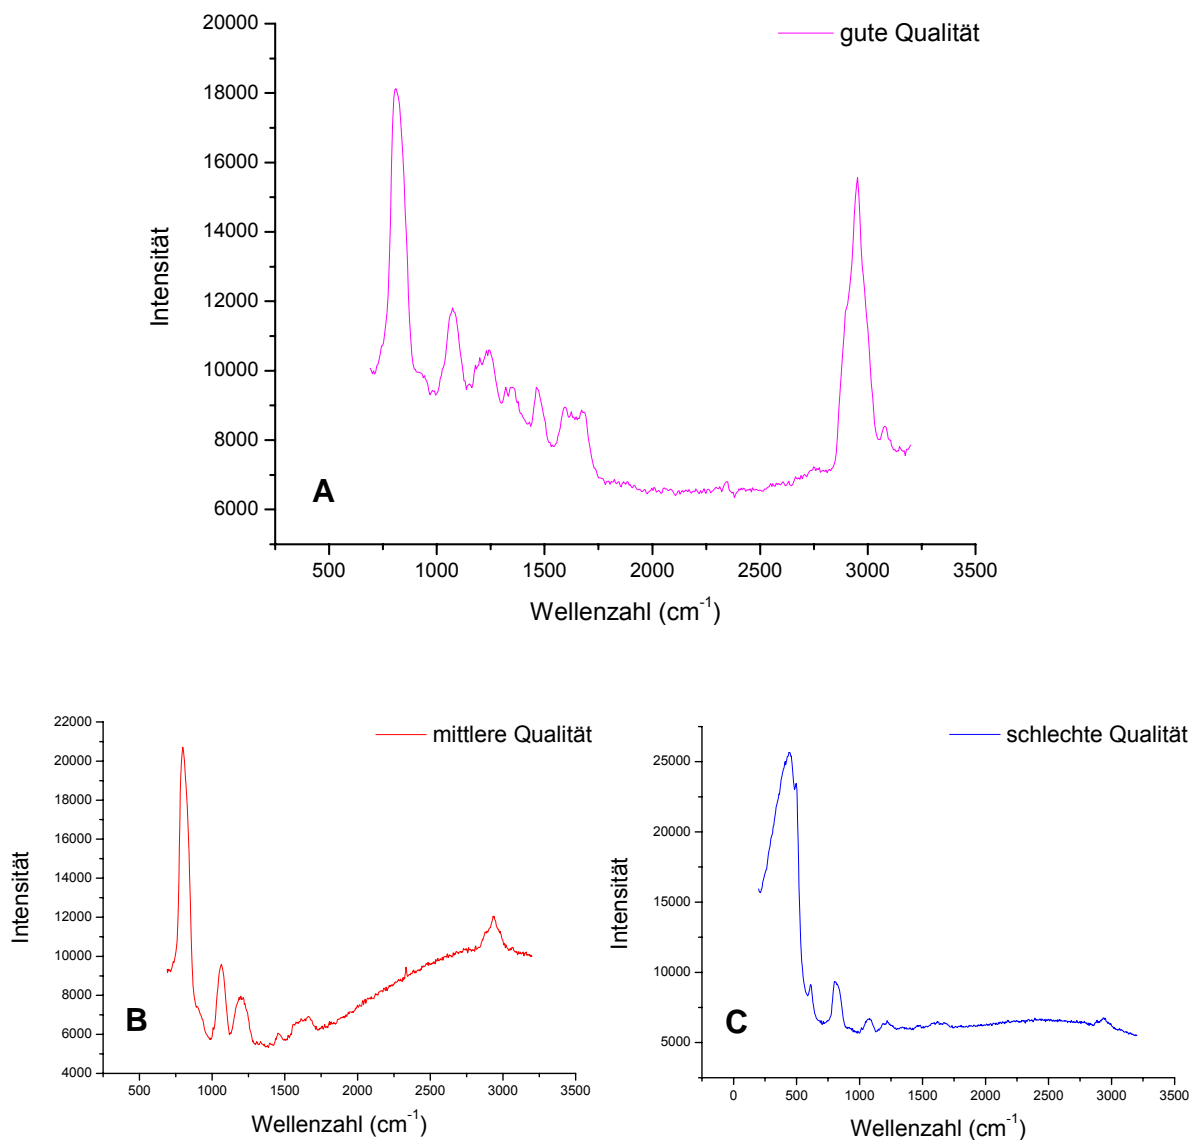 gute Qualität
20000
18000
16000
14000
12000
10000
8000
6000
Intensität
A
500 1000 1500 2000 2500 3000 3500
Wellenzahl (cm⁻¹)
mittlere Qualität
22000
20000
18000
16000
14000
12000
10000
8000
6000
4000
Intensität
B
500 1000 1500 2000 2500 3000 3500
Wellenzahl (cm⁻¹)
schlechte Qualität
25000
20000
15000
10000
5000
Intensität
C
0 500 1000 1500 2000 2500 3000 3500
Wellenzahl (cm⁻¹)